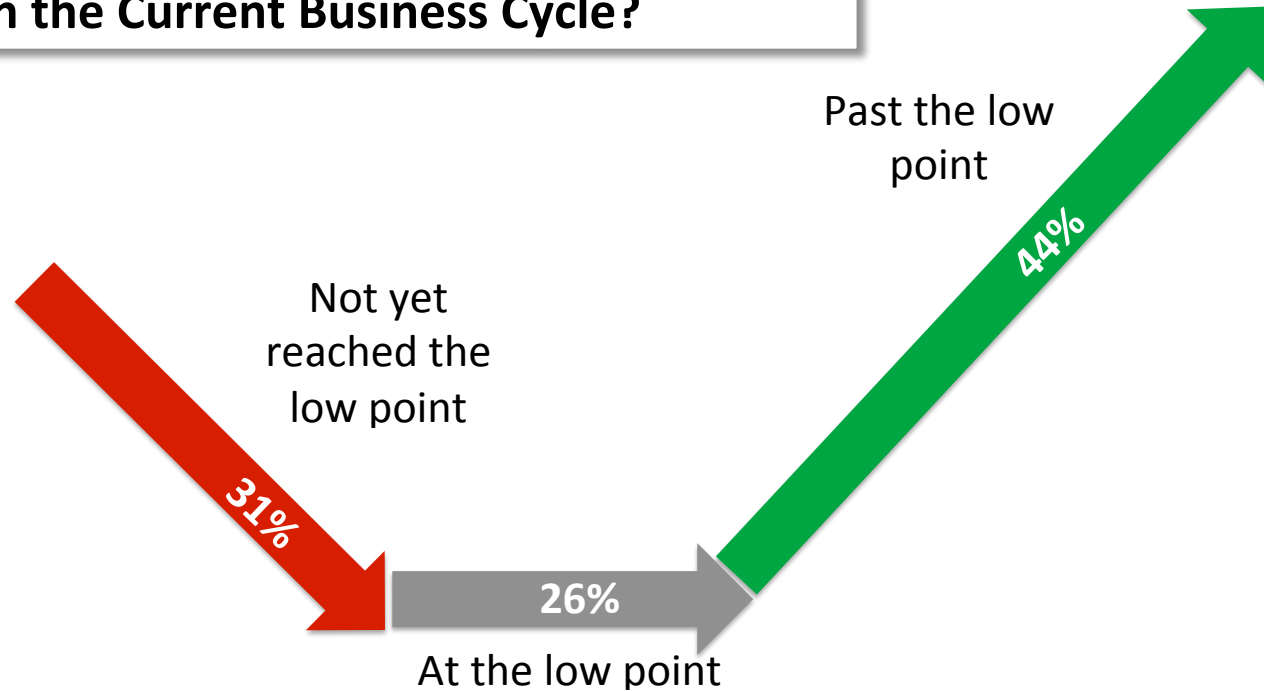 n the Current Business Cycle?
Past the low
point
44%
Not yet
reached the
low point
31%
26%
At the low point